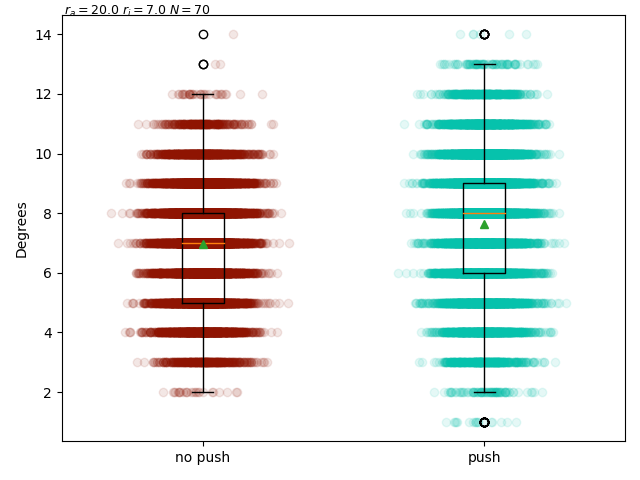 r_a = 20.0 r_i = 7.0 N = 70
14
12
10
8
6
4
2
Degrees
no push push